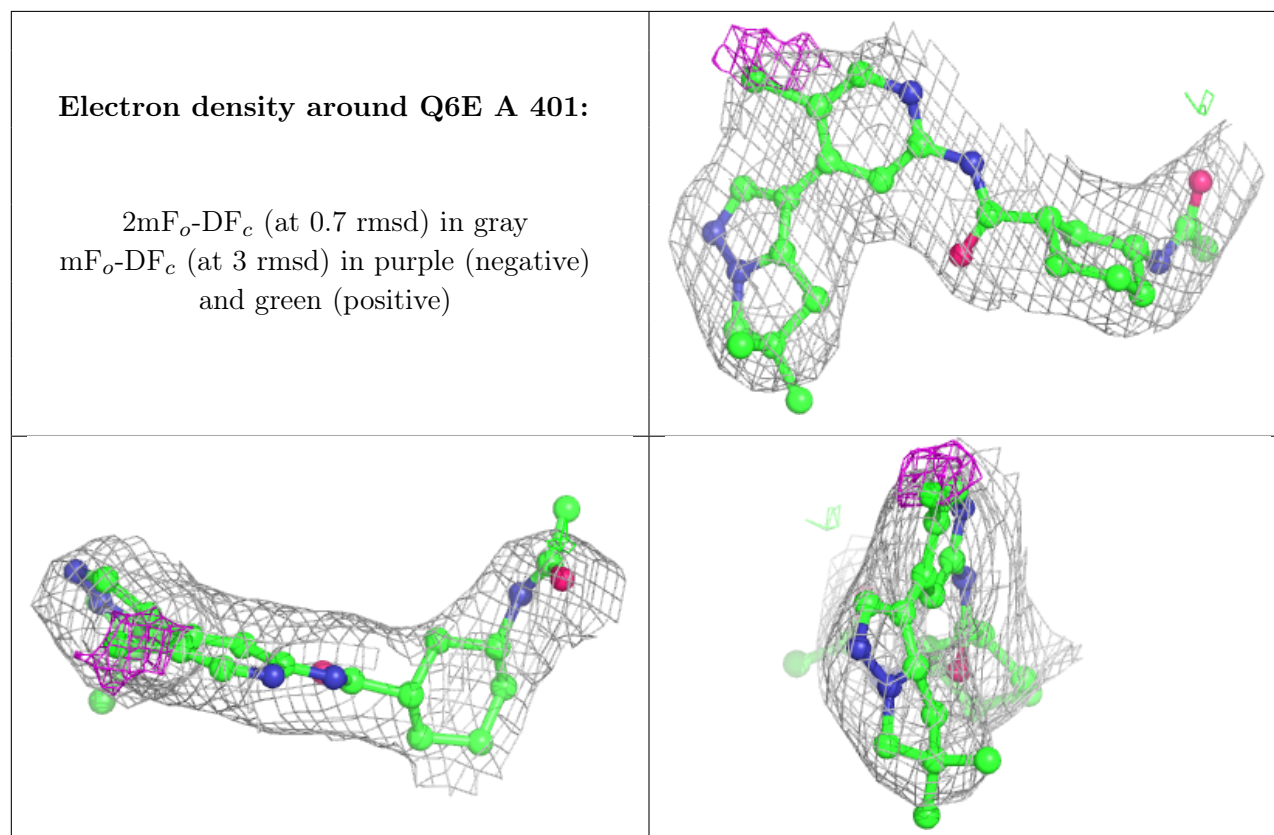 Electron density around Q6E A 401:
2mFₒ-DF𝒸 (at 0.7 rmsd) in gray
mFₒ-DF𝒸 (at 3 rmsd) in purple (negative)
and green (positive)